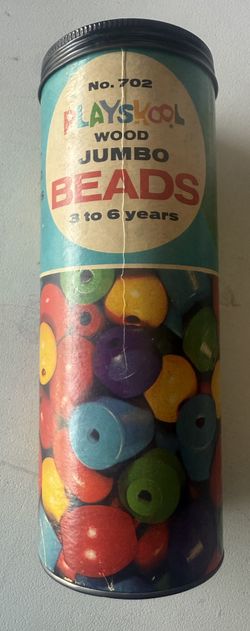 No. 702
PLAYSKOOL
WOOD
JUMBO
BEADS
3 to 6 years